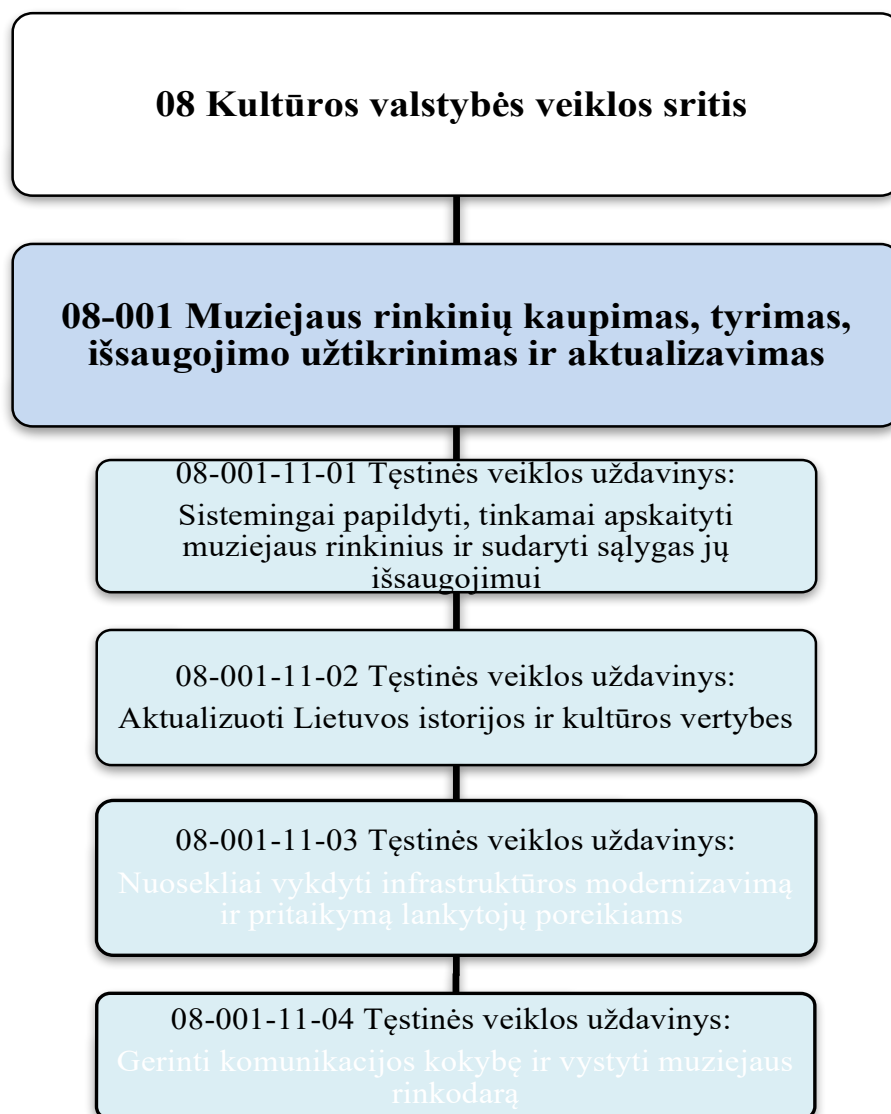 08 Kultūros valstybės veiklos sritis
08-001 Muziejaus rinkinių kaupimas, tyrimas,
išsaugojimo užtikrinimas ir aktualizavimas
08-001-11-01 Tęstinės veiklos uždavinys:
Sistemingai papildyti, tinkamai apskaityti
muziejaus rinkinius ir sudaryti sąlygas jų
išsaugojimui
08-001-11-02 Tęstinės veiklos uždavinys:
Aktualizuoti Lietuvos istorijos ir kultūros vertybes
08-001-11-03 Tęstinės veiklos uždavinys:
Nuosekliai vykdyti infrastruktūros modernizavimą
ir pritaikymą lankytojų poreikiams
08-001-11-04 Tęstinės veiklos uždavinys:
Gerinti komunikacijos kokybę ir vystyti muziejaus
rinkodarą